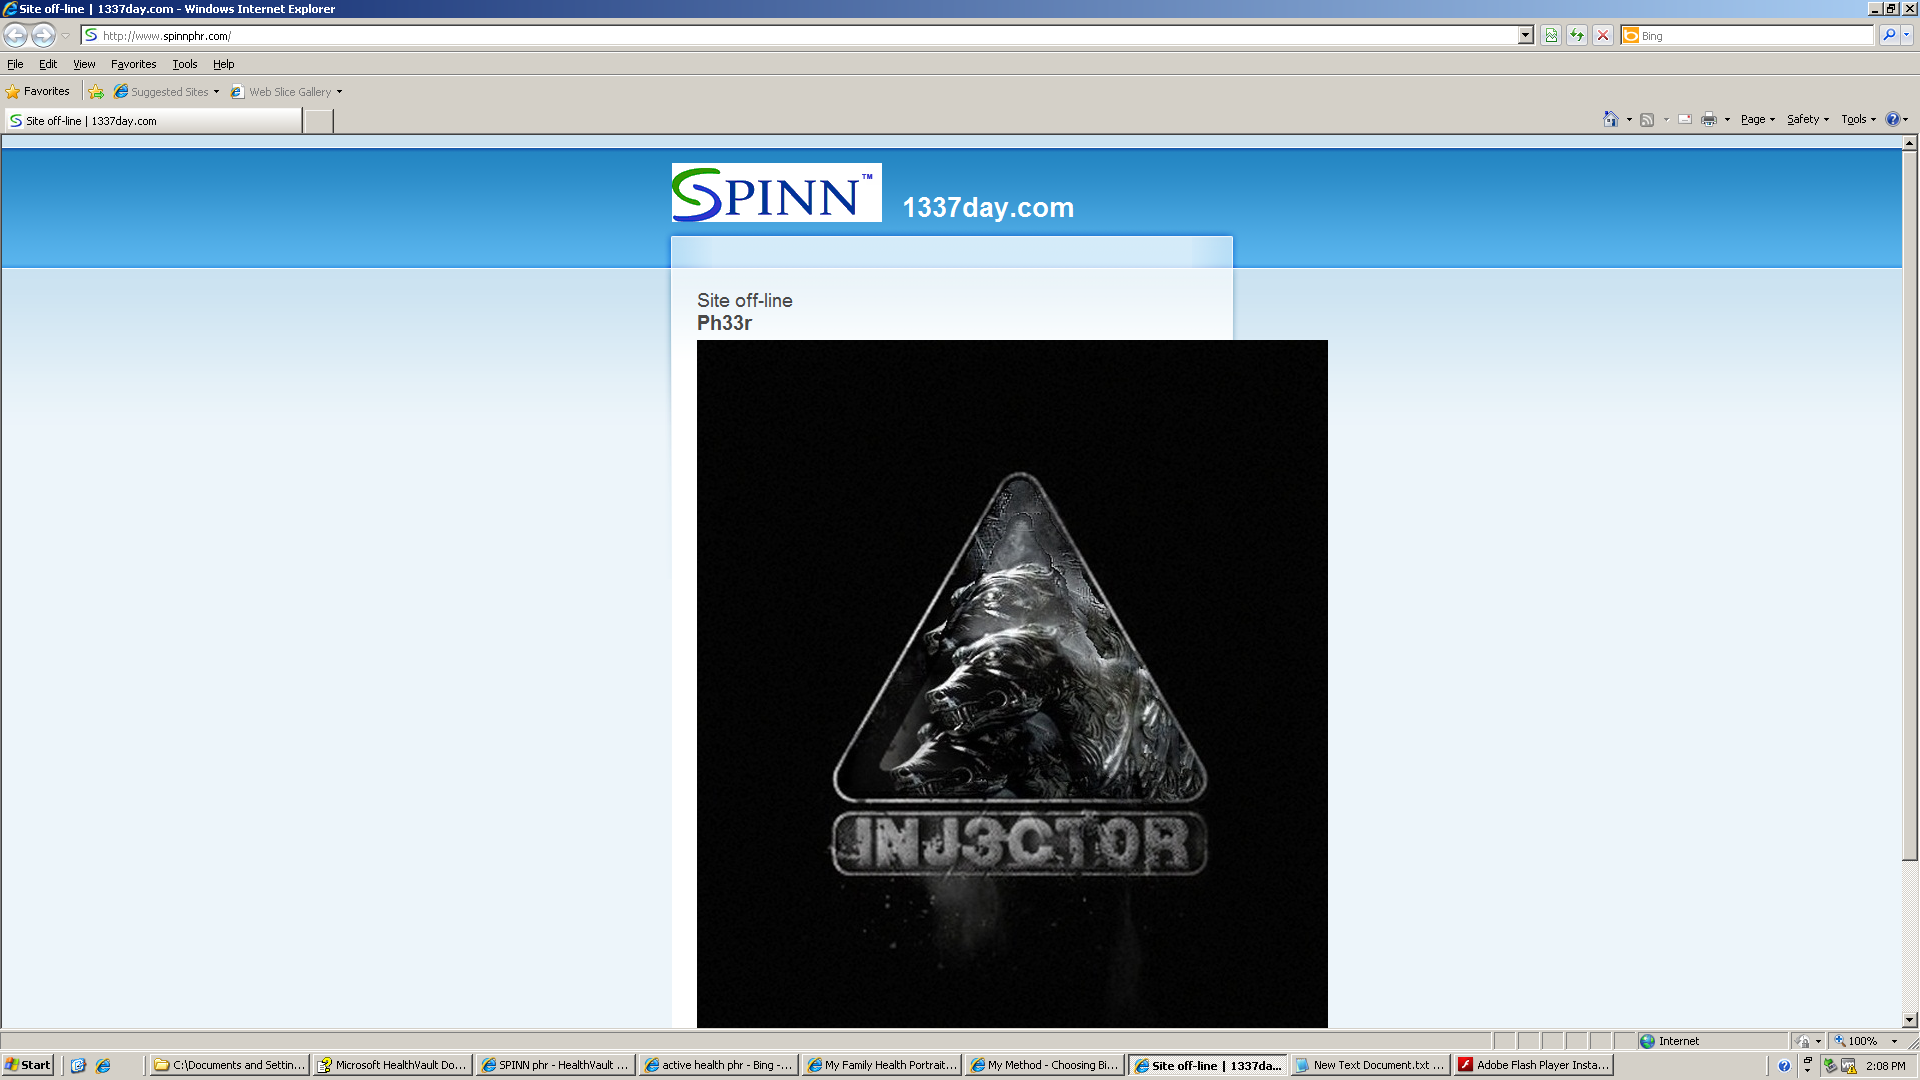 Site off-line | 1337day.com - Windows Internet Explorer
http://www.spinnphr.com/
Bing
File Edit View Favorites Tools Help
Favorites Suggested Sites Web Slice Gallery
Site off-line | 1337day.com
Page Safety Tools
SPINN™
1337day.com
Site off-line
Ph33r
INJ3CT0R
Internet
100%
Start C:\Documents and Settin... Microsoft HealthVault Do... SPINN phr - HealthVault ... active health phr - Bing -... My Family Health Portrait... My Method - Choosing Bi... Site off-line | 1337da... New Text Document.txt ... Adobe Flash Player Insta... 2:08 PM